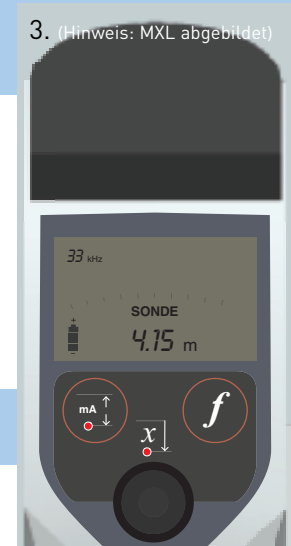 3. (Hinweis: MXL abgebildet)
33 kHz
SONDE
+
4.15 m
-
mA
f
x